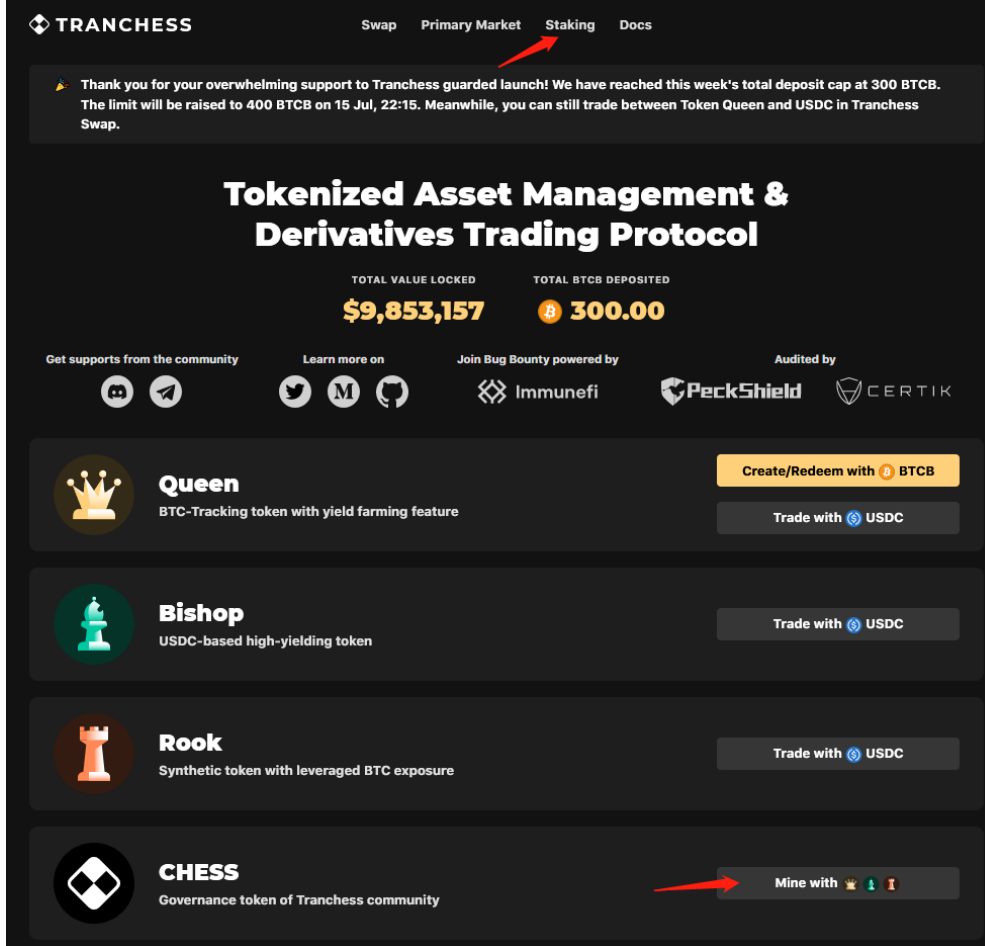 TRANCHESS
Swap Primary Market Staking Docs
Thank you for your overwhelming support to Tranchess guarded launch! We have reached this week's total deposit cap at 300 BTCB.
The limit will be raised to 400 BTCB on 15 Jul, 22:15. Meanwhile, you can still trade between Token Queen and USDC in Tranchess
Swap.
Tokenized Asset Management &
Derivatives Trading Protocol
TOTAL VALUE LOCKED TOTAL BTCB DEPOSITED
$9,853,157 300.00
Get supports from the community Learn more on Join Bug Bounty powered by Audited by
Immunefi PeckShield CERTIK
Queen
BTC-Tracking token with yield farming feature
Create/Redeem with BTCB
Trade with USDC
Bishop
USDC-based high-yielding token
Trade with USDC
Rook
Synthetic token with leveraged BTC exposure
Trade with USDC
CHESS
Governance token of Tranchess community
Mine with